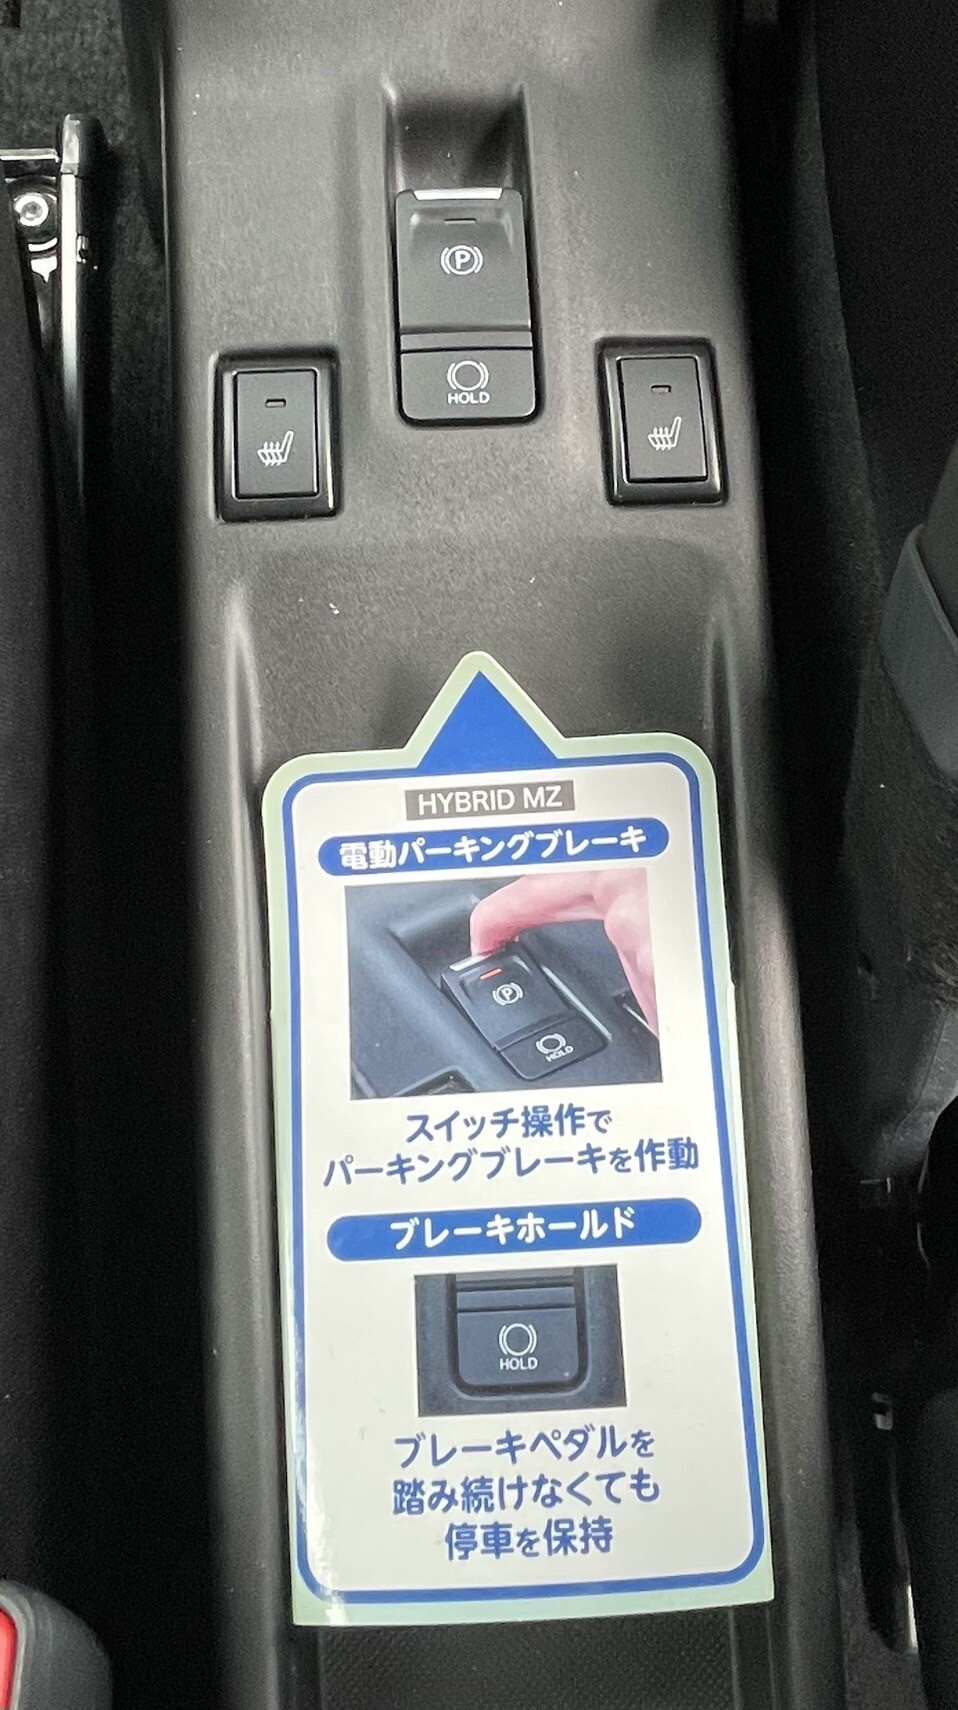 P
HOLD
HYBRID MZ
電動パーキングブレーキ
P
HOLD
スイッチ操作で
パーキングブレーキを作動
ブレーキホールド
HOLD
ブレーキペダルを
踏み続けなくても
停車を保持